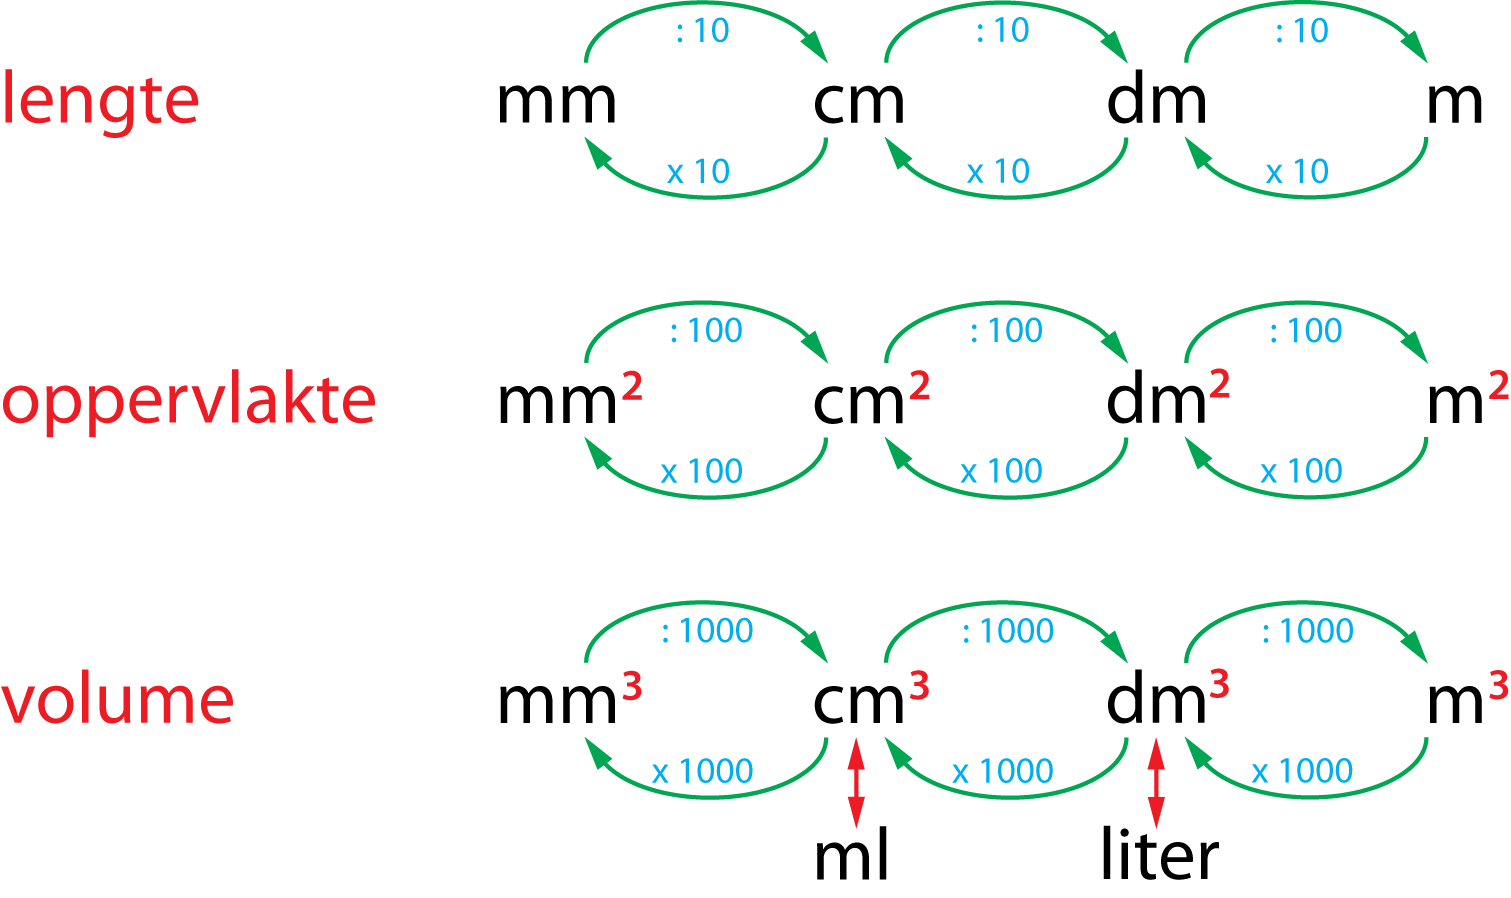 : 10 : 10 : 10
lengte mm cm dm m
x 10 x 10 x 10
: 100 : 100 : 100
oppervlakte mm² cm² dm² m²
x 100 x 100 x 100
: 1000 : 1000 : 1000
volume mm³ cm³ dm³ m³
x 1000 x 1000 x 1000
ml liter